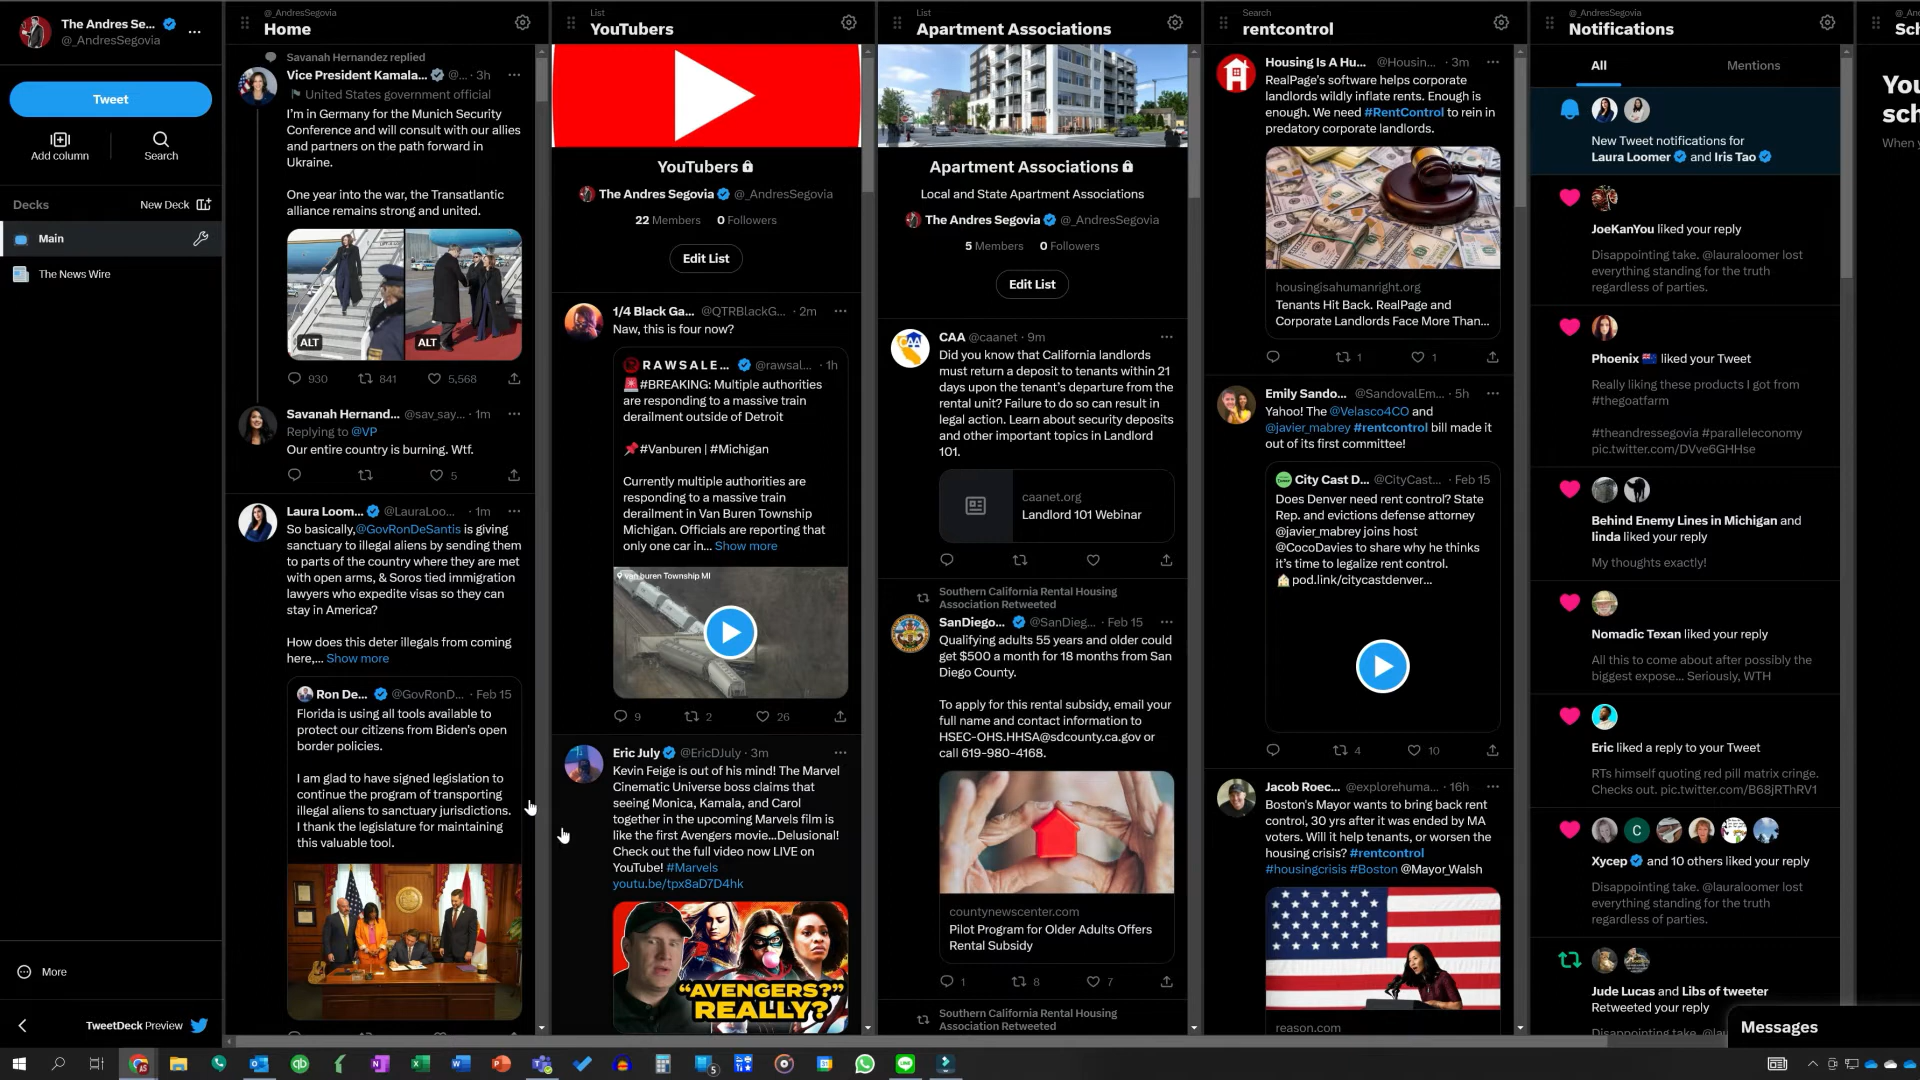 The Andres Se...
@_AndresSegovia
Tweet
Add column
Search
Decks
New Deck
Main
The News Wire
More
TweetDeck Preview
@_AndresSegovia
Home
Savanah Hernandez replied
Vice President Kamala... @... · 3h
United States government official
I'm in Germany for the Munich Security
Conference and will consult with our allies
and partners on the path forward in
Ukraine.
One year into the war, the Transatlantic
alliance remains strong and united.
ALT
ALT
930
841
5,568
Savanah Hernand... @sav_say... · 1m
Replying to @VP
Our entire country is burning. Wtf.
5
Laura Loom... @LauraLoo... · 1m
So basically,@GovRonDeSantis is giving
sanctuary to illegal aliens by sending them
to parts of the country where they are met
with open arms, & Soros tied immigration
lawyers who expedite visas so they can
stay in America?
How does this deter illegals from coming
here,... Show more
Ron De... @GovRonD... · Feb 15
Florida is using all tools available to
protect our citizens from Biden's open
border policies.
I am glad to have signed legislation to
continue the program of transporting
illegal aliens to sanctuary jurisdictions.
I thank the legislature for maintaining
this valuable tool.
List
YouTubers
YouTubers
The Andres Segovia @_AndresSegovia
22 Members 0 Followers
Edit List
1/4 Black Ga... @QTRBlackG... · 2m
Naw, this is four now?
R A W S A L E ... @rawsal... · 1h
#BREAKING: Multiple authorities
are responding to a massive train
derailment outside of Detroit
#Vanburen | #Michigan
Currently multiple authorities are
responding to a massive train
derailment in Van Buren Township
Michigan. Officials are reporting that
only one car in... Show more
Van buren Township MI
9
2
26
Eric July @EricDJuly · 3m
Kevin Feige is out of his mind! The Marvel
Cinematic Universe boss claims that
seeing Monica, Kamala, and Carol
together in the upcoming Marvels film is
like the first Avengers movie...Delusional!
Check out the full video now LIVE on
YouTube! #Marvels
youtu.be/tpx8aD7D4hk
"AVENGERS?"
REALLY?
List
Apartment Associations
Apartment Associations
Local and State Apartment Associations
The Andres Segovia @_AndresSegovia
5 Members 0 Followers
Edit List
CAA @caanet · 9m
Did you know that California landlords
must return a deposit to tenants within 21
days upon the tenant's departure from the
rental unit? Failure to do so can result in
legal action. Learn about security deposits
and other important topics in Landlord
101.
caanet.org
Landlord 101 Webinar
Southern California Rental Housing
Association Retweeted
SanDiego... @SanDieg... · Feb 15
Qualifying adults 55 years and older could
get $500 a month for 18 months from San
Diego County.
To apply for this rental subsidy, email your
full name and contact information to
HSEC-OHS.HHSA@sdcounty.ca.gov or
call 619-980-4168.
countynewscenter.com
Pilot Program for Older Adults Offers
Rental Subsidy
1
8
7
Southern California Rental Housing
Association Retweeted
Search
rentcontrol
Housing Is A Hu... @Housin... · 3m
RealPage's software helps corporate
landlords wildly inflate rents. Enough is
enough. We need #RentControl to rein in
predatory corporate landlords.
housingisahumanright.org
Tenants Hit Back. RealPage and
Corporate Landlords Face More Than...
1
1
Emily Sando... @SandovalEm... · 5h
Yahoo! The @Velasco4CO and
@javier_mabrey #rentcontrol bill made it
out of its first committee!
City Cast D... @CityCast... · Feb 15
Does Denver need rent control? State
Rep. and evictions defense attorney
@javier_mabrey joins host
@CocoDavies to share why he thinks
it's time to legalize rent control.
pod.link/citycastdenver...
4
10
Jacob Roec... @explorehuma... · 16h
Boston's Mayor wants to bring back rent
control, 30 yrs after it was ended by MA
voters. Will it help tenants, or worsen the
housing crisis? #rentcontrol
#housingcrisis #Boston @Mayor_Walsh
reason.com
@_AndresSegovia
Notifications
All
Mentions
New Tweet notifications for
Laura Loomer and Iris Tao
JoeKanYou liked your reply
Disappointing take. @lauraloomer lost
everything standing for the truth
regardless of parties.
Phoenix liked your Tweet
Really liking these products I got from
#thegoatfarm
#theandressegovia #paralleleconomy
pic.twitter.com/DVve6GHHse
Behind Enemy Lines in Michigan and
linda liked your reply
My thoughts exactly!
Nomadic Texan liked your reply
All this to come about after possibly the
biggest expose... Seriously, WTH
Eric liked a reply to your Tweet
RTs himself quoting red pill matrix cringe.
Checks out. pic.twitter.com/B68jRThRV1
C
Xycep and 10 others liked your reply
Disappointing take. @lauraloomer lost
everything standing for the truth
regardless of parties.
Jude Lucas and Libs of tweeter
Retweeted your reply
Disappointing take. @lau
Messages
@_An
Sch
You
sch
When y